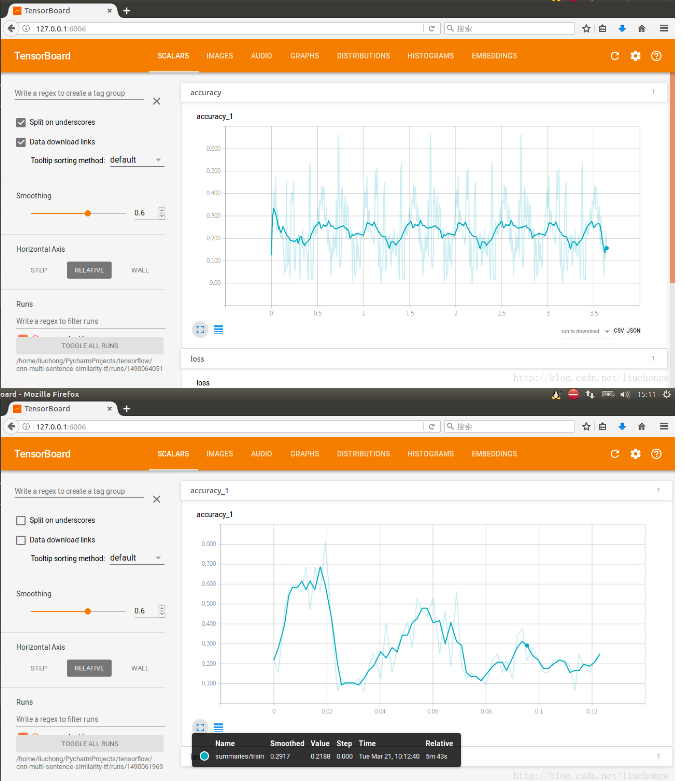 TensorBoard
127.0.0.1:6006
搜索
TensorBoard SCALARS IMAGES AUDIO GRAPHS DISTRIBUTIONS HISTOGRAMS EMBEDDINGS
Write a regex to create a tag group
Split on underscores
Data download links
Tooltip sorting method: default
Smoothing
0.6
Horizontal Axis
STEP RELATIVE WALL
Runs
Write a regex to filter runs
TOGGLE ALL RUNS
/home/liuchong/PycharmProjects/tensorflow/
cnn-multi-sentence-similarity-tf/runs/1490064051
accuracy 1
accuracy_1
0.600
0.500
0.400
0.300
0.200
0.100
0.00
0 0.5 1 1.5 2 2.5 3 3.5
run to download CSV JSON
loss 1
loss
http://blog.csdn.net/liuchonge
oard - Mozilla Firefox 15:11
TensorBoard
127.0.0.1:6006
搜索
TensorBoard SCALARS IMAGES AUDIO GRAPHS DISTRIBUTIONS HISTOGRAMS EMBEDDINGS
Write a regex to create a tag group
Split on underscores
Data download links
Tooltip sorting method: default
Smoothing
0.6
Horizontal Axis
STEP RELATIVE WALL
Runs
Write a regex to filter runs
TOGGLE ALL RUNS
/home/liuchong/PycharmProjects/tensorflow/
cnn-multi-sentence-similarity-tf/runs/1490061969
accuracy_1 1
accuracy_1
0.800
0.700
0.600
0.500
0.400
0.300
0.200
0.100
0 0.02 0.04 0.06 0.08 0.1 0.12
Name Smoothed Value Step Time Relative
summaries/train 0.2917 0.2188 0.000 Tue Mar 21, 10:12:40 5m 43s
1
http://blog.csdn.net/liuchonge